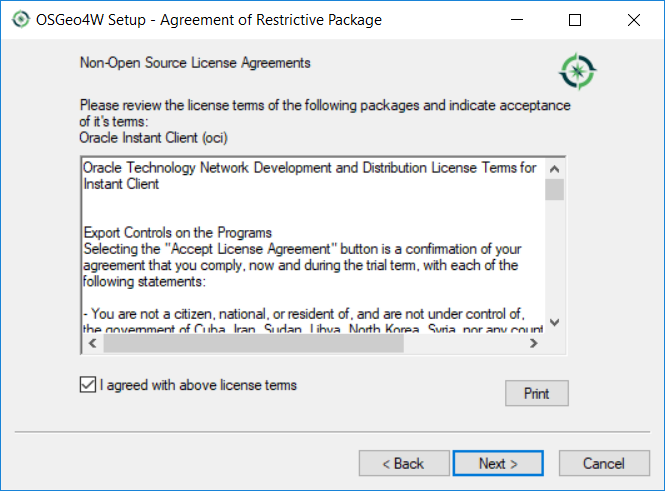 OSGeo4W Setup - Agreement of Restrictive Package
Non-Open Source License Agreements
Please review the license terms of the following packages and indicate acceptance
of it's terms:
Oracle Instant Client (oci)
Oracle Technology Network Development and Distribution License Terms for
Instant Client
Export Controls on the Programs
Selecting the "Accept License Agreement" button is a confirmation of your
agreement that you comply, now and during the trial term, with each of the
following statements:
- You are not a citizen, national, or resident of, and are not under control of,
the government of Cuba, Iran, Sudan, Libya, North Korea, Syria, nor any count
I agreed with above license terms
Print
< Back
Next >
Cancel